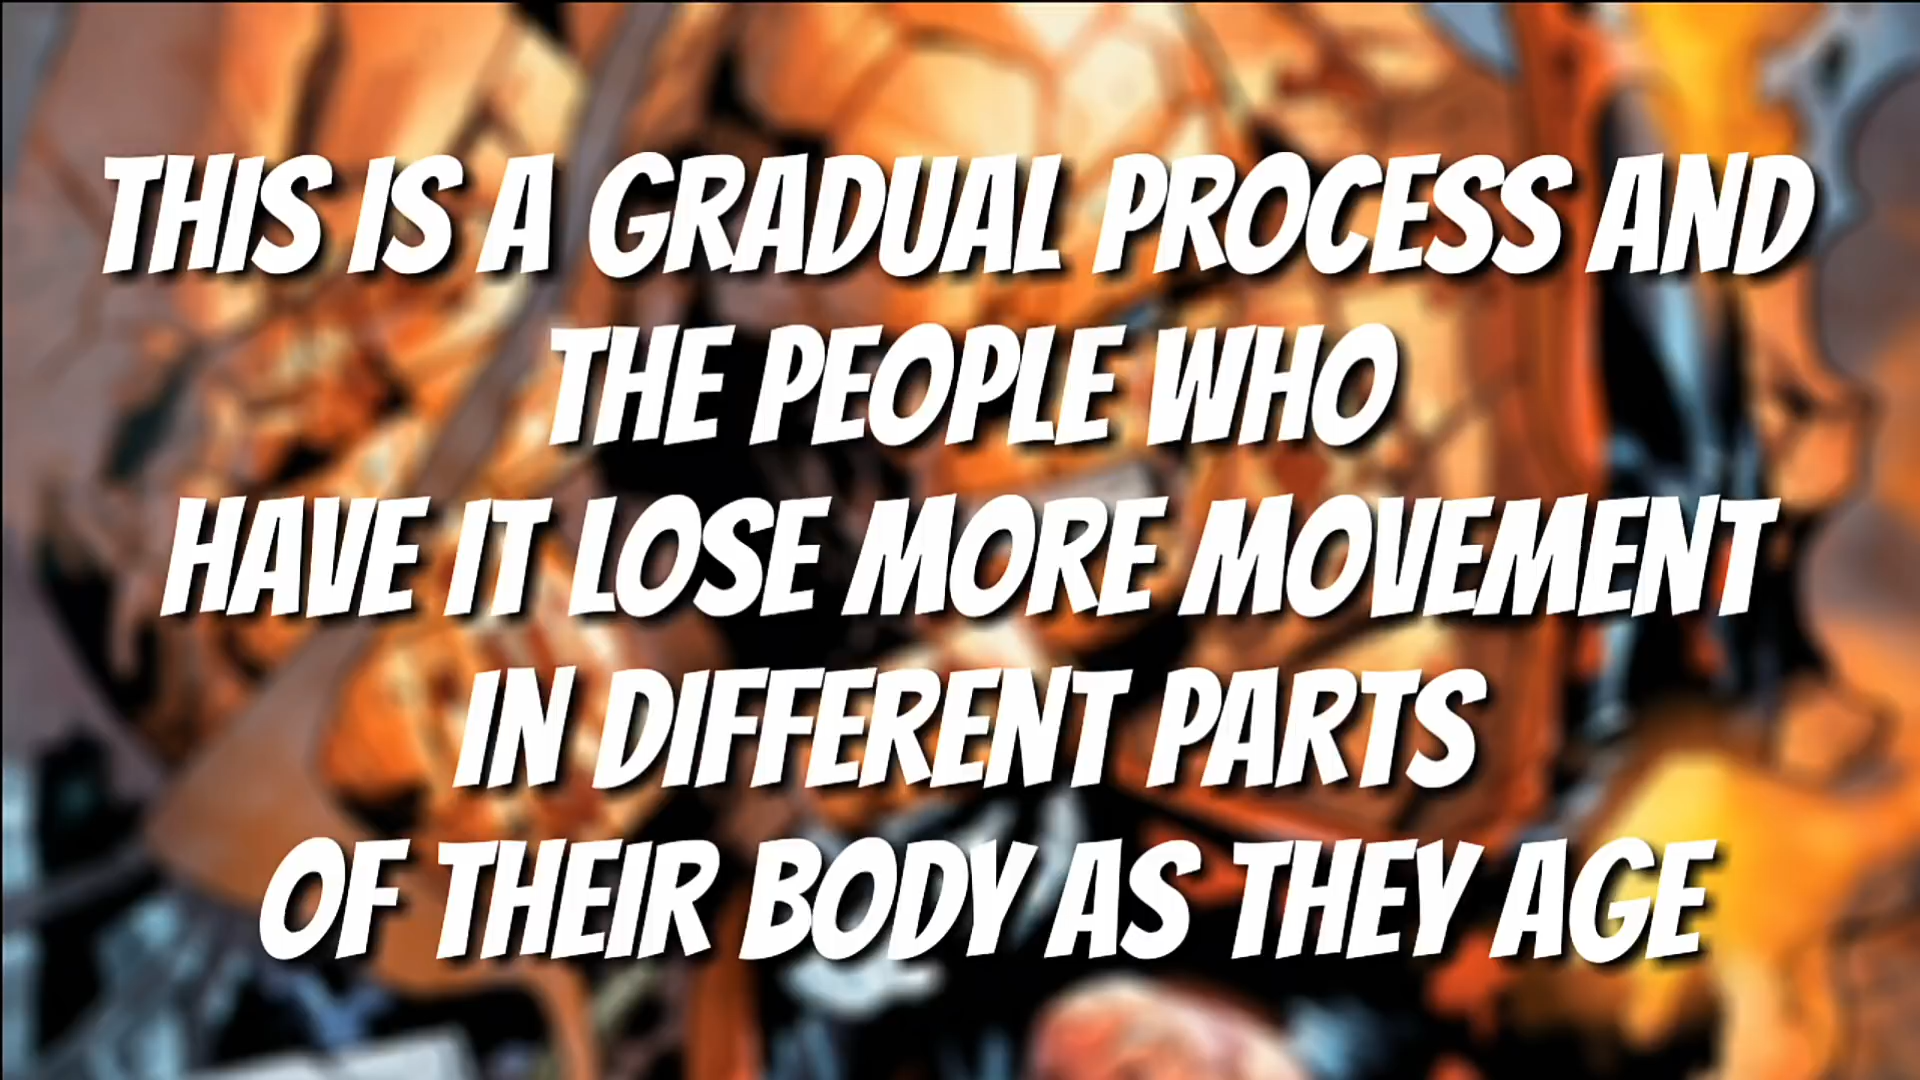 THIS IS A GRADUAL PROCESS AND
THE PEOPLE WHO
HAVE IT LOSE MORE MOVEMENT
IN DIFFERENT PARTS
OF THEIR BODY AS THEY AGE